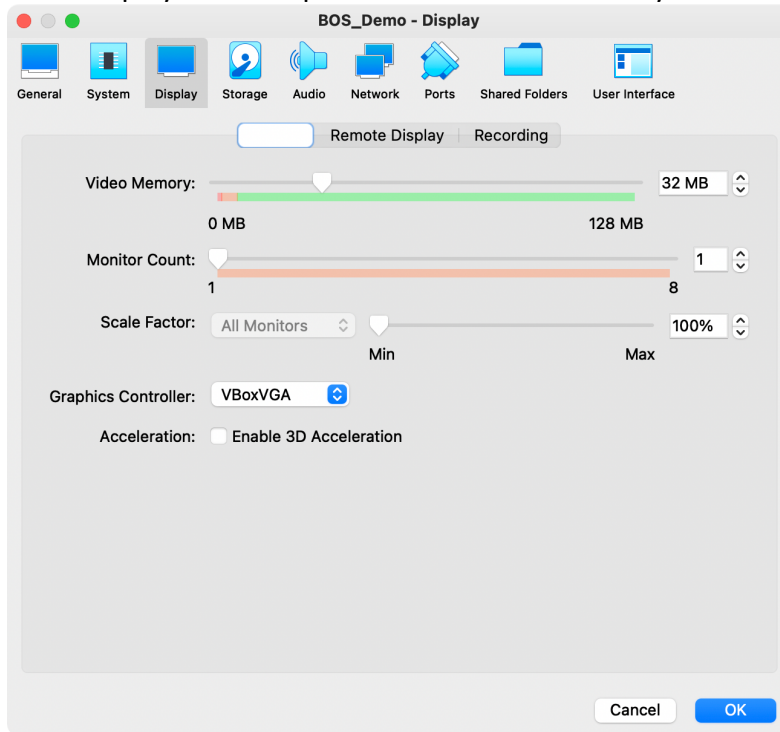 BOS_Demo - Display
General System Display Storage Audio Network Ports Shared Folders User Interface
Remote Display Recording
Video Memory: 32 MB
0 MB 128 MB
Monitor Count: 1
1 8
Scale Factor: All Monitors 100%
Min Max
Graphics Controller: VBoxVGA
Acceleration: Enable 3D Acceleration
Cancel OK